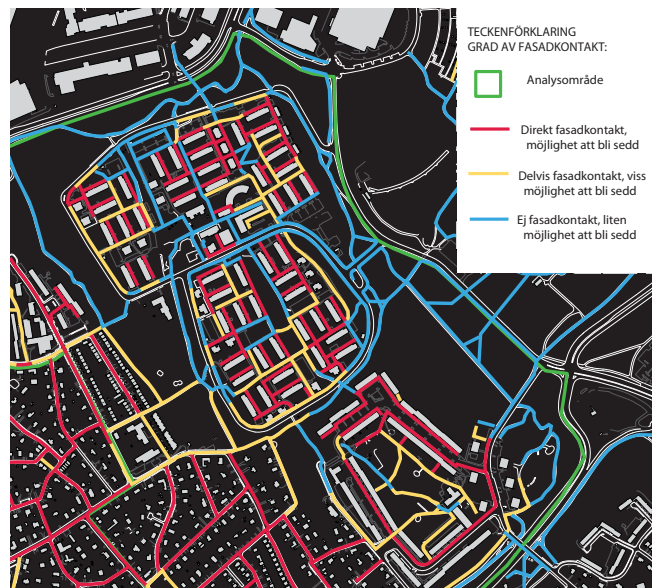 TECKENFÖRKLARING
GRAD AV FASADKONTAKT:
Analysområde
Direkt fasadkontakt,
möjlighet att bli sedd
Delvis fasadkontakt, viss
möjlighet att bli sedd
Ej fasadkontakt, liten
möjlighet att bli sedd